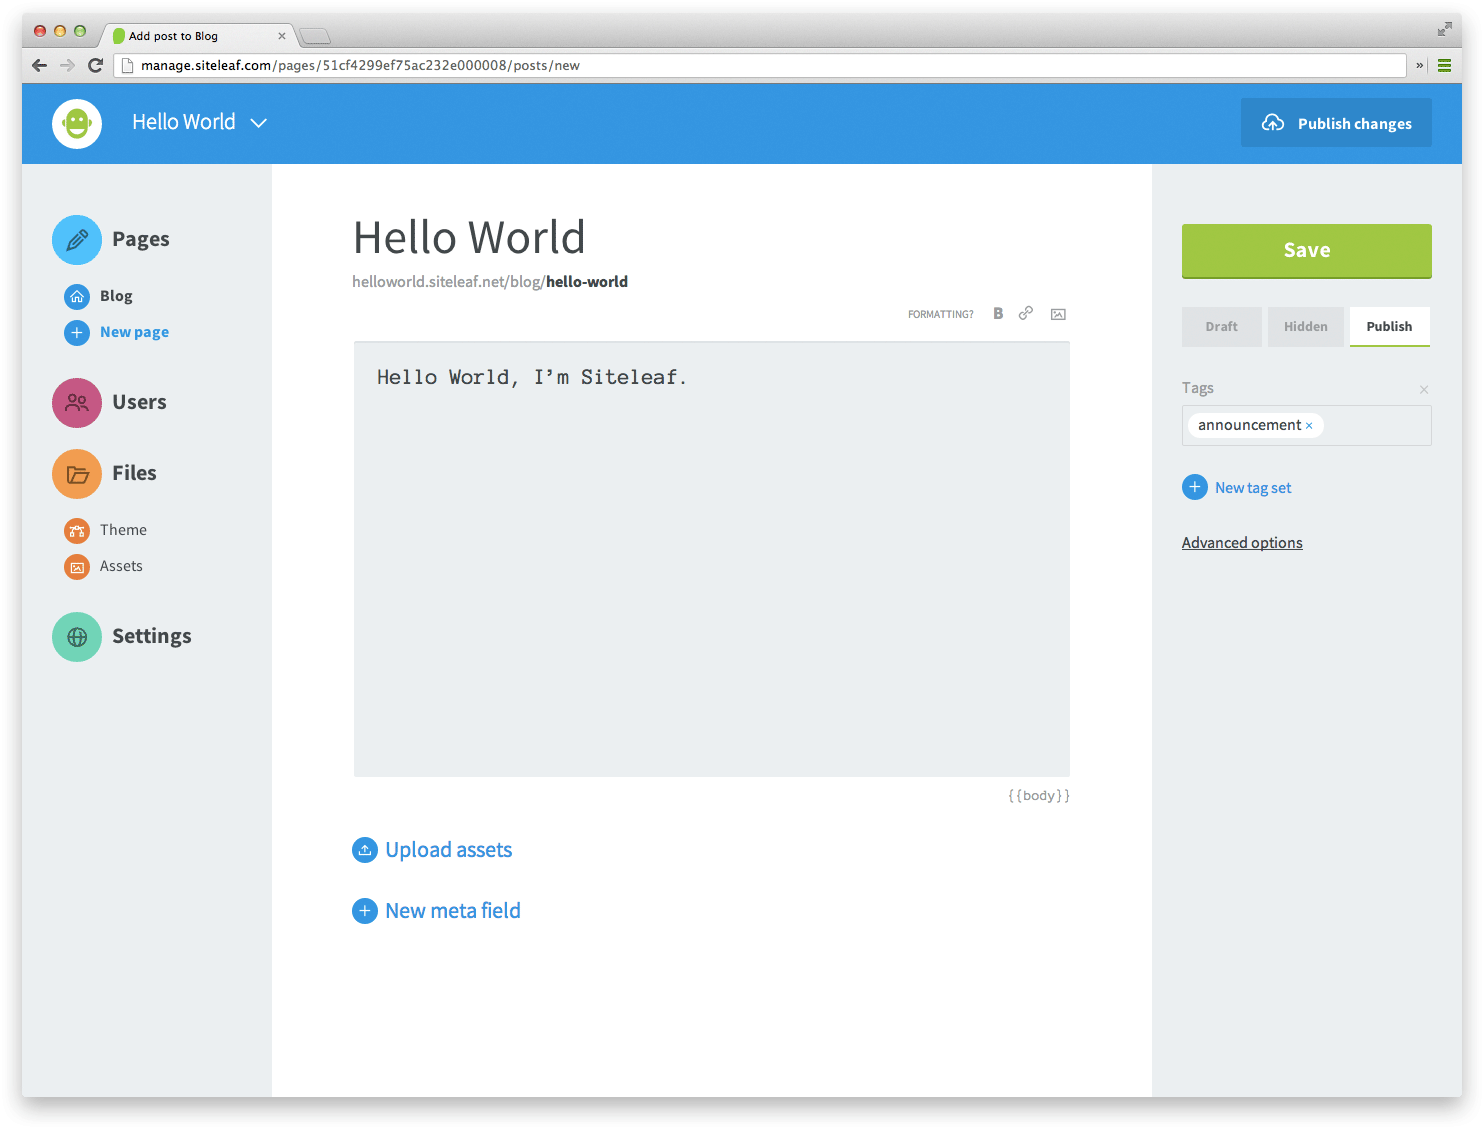 Add post to Blog
manage.siteleaf.com/pages/51cf4299ef75ac232e000008/posts/new
Hello World
Publish changes
Pages
Blog
New page
Users
Files
Theme
Assets
Settings
Hello World
helloworld.siteleaf.net/blog/hello-world
FORMATTING? B
Hello World, I'm Siteleaf.
{{body}}
Upload assets
New meta field
Save
Draft Hidden Publish
Tags ×
announcement ×
New tag set
Advanced options